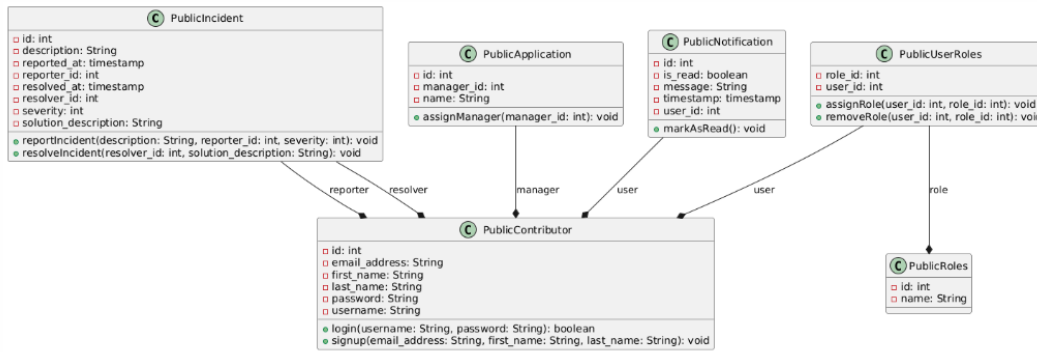 C PublicIncident
id: int
description: String
reported_at: timestamp
reporter_id: int
resolved_at: timestamp
resolver_id: int
severity: int
solution_description: String
reportIncident(description: String, reporter_id: int, severity: int): void
resolveIncident(resolver_id: int, solution_description: String): void
C PublicApplication
id: int
manager_id: int
name: String
assignManager(manager_id: int): void
C PublicNotification
id: int
is_read: boolean
message: String
timestamp: timestamp
user_id: int
markAsRead(): void
C PublicUserRoles
role_id: int
user_id: int
assignRole(user_id: int, role_id: int): void
removeRole(user_id: int, role_id: int): void
reporter
resolver
manager
user
user
role
C PublicContributor
id: int
email_address: String
first_name: String
last_name: String
password: String
username: String
login(username: String, password: String): boolean
signup(email_address: String, first_name: String, last_name: String): void
C PublicRoles
id: int
name: String